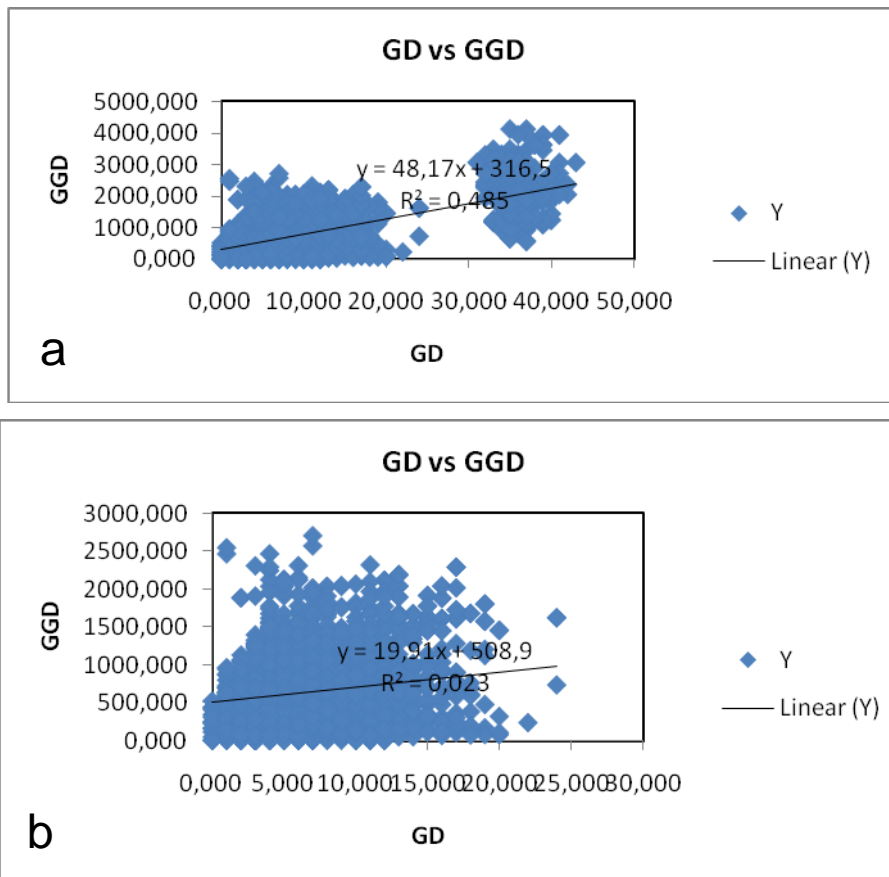 GD vs GGD
GGD
5000,000
4000,000
3000,000
2000,000
1000,000
0,000
y = 48,17x + 316,5
R² = 0,485
Y
Linear (Y)
0,000 10,000 20,000 30,000 40,000 50,000
GD
a
GD vs GGD
GGD
3000,000
2500,000
2000,000
1500,000
1000,000
500,000
0,000
y = 19,91x + 508,9
R² = 0,023
Y
Linear (Y)
0,000 5,000 10,000 15,000 20,000 25,000 30,000
GD
b